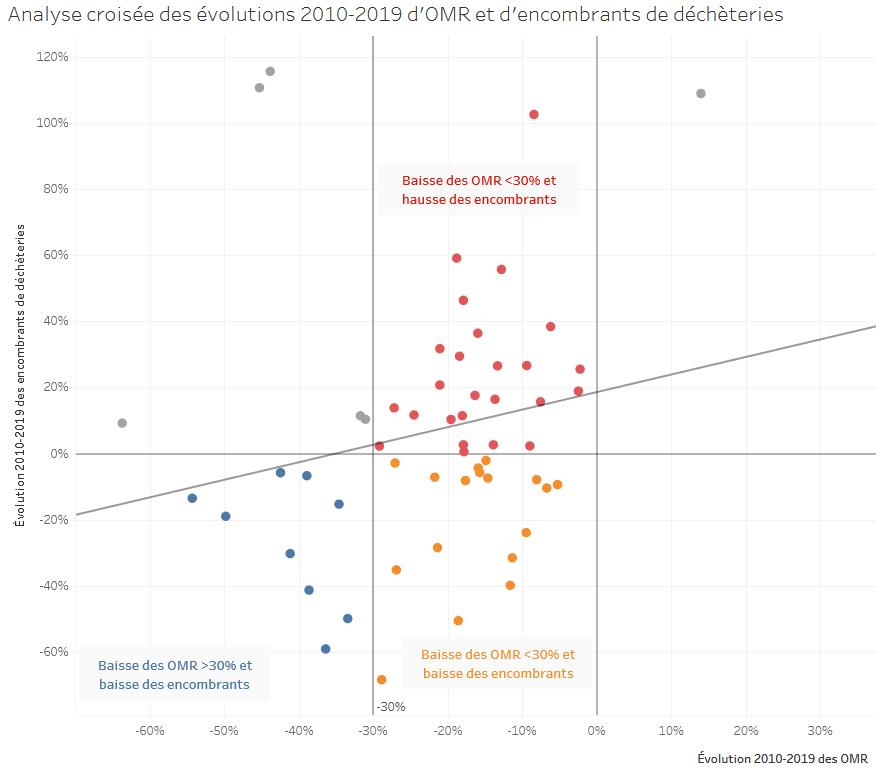 Analyse croisée des évolutions 2010-2019 d'OMR et d'encombrants de déchèteries
120%
100%
80%
60%
40%
20%
0%
-20%
-40%
-60%
Évolution 2010-2019 des encombrants de déchèteries
Baisse des OMR <30% et
hausse des encombrants
Baisse des OMR >30% et
baisse des encombrants
Baisse des OMR <30% et
baisse des encombrants
-30%
-60%
-50%
-40%
-30%
-20%
-10%
0%
10%
20%
30%
Évolution 2010-2019 des OMR